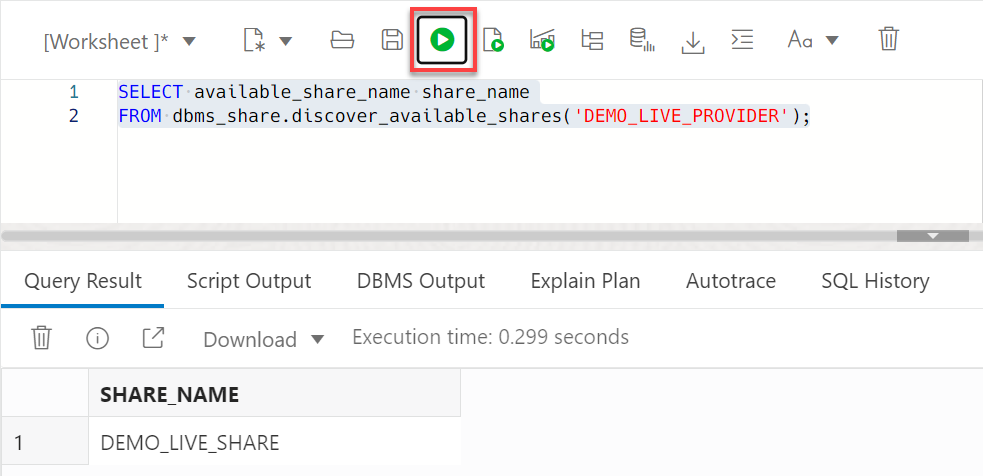 [Worksheet ]*
Aa
1 SELECT available_share_name share_name
2 FROM dbms_share.discover_available_shares('DEMO_LIVE_PROVIDER');
Query Result Script Output DBMS Output Explain Plan Autotrace SQL History
Download Execution time: 0.299 seconds
SHARE_NAME
1 DEMO_LIVE_SHARE